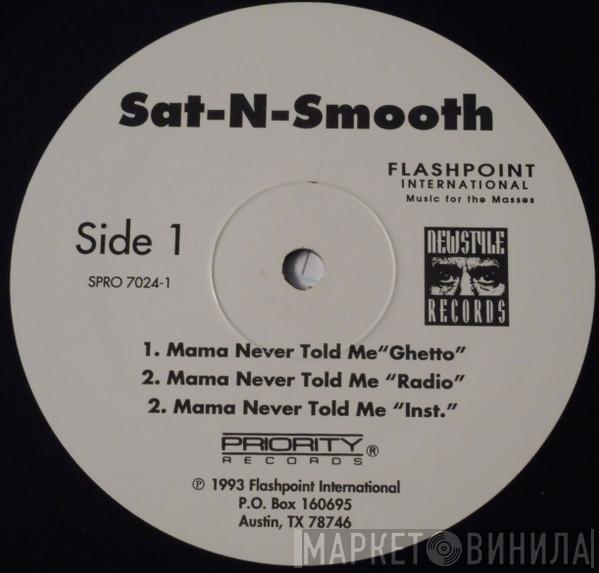 Sat-N-Smooth
FLASHPOINT
INTERNATIONAL
Music for the Masses
Side 1
SPRO 7024-1
NEWSTYLE
RECORDS
1. Mama Never Told Me“Ghetto”
2. Mama Never Told Me “Radio”
2. Mama Never Told Me “Inst.”
PRIORITY ®
RECORDS
℗ 1993 Flashpoint International
P.O. Box 160695
Austin, TX 78746
МАРКЕТ ВИНИЛА